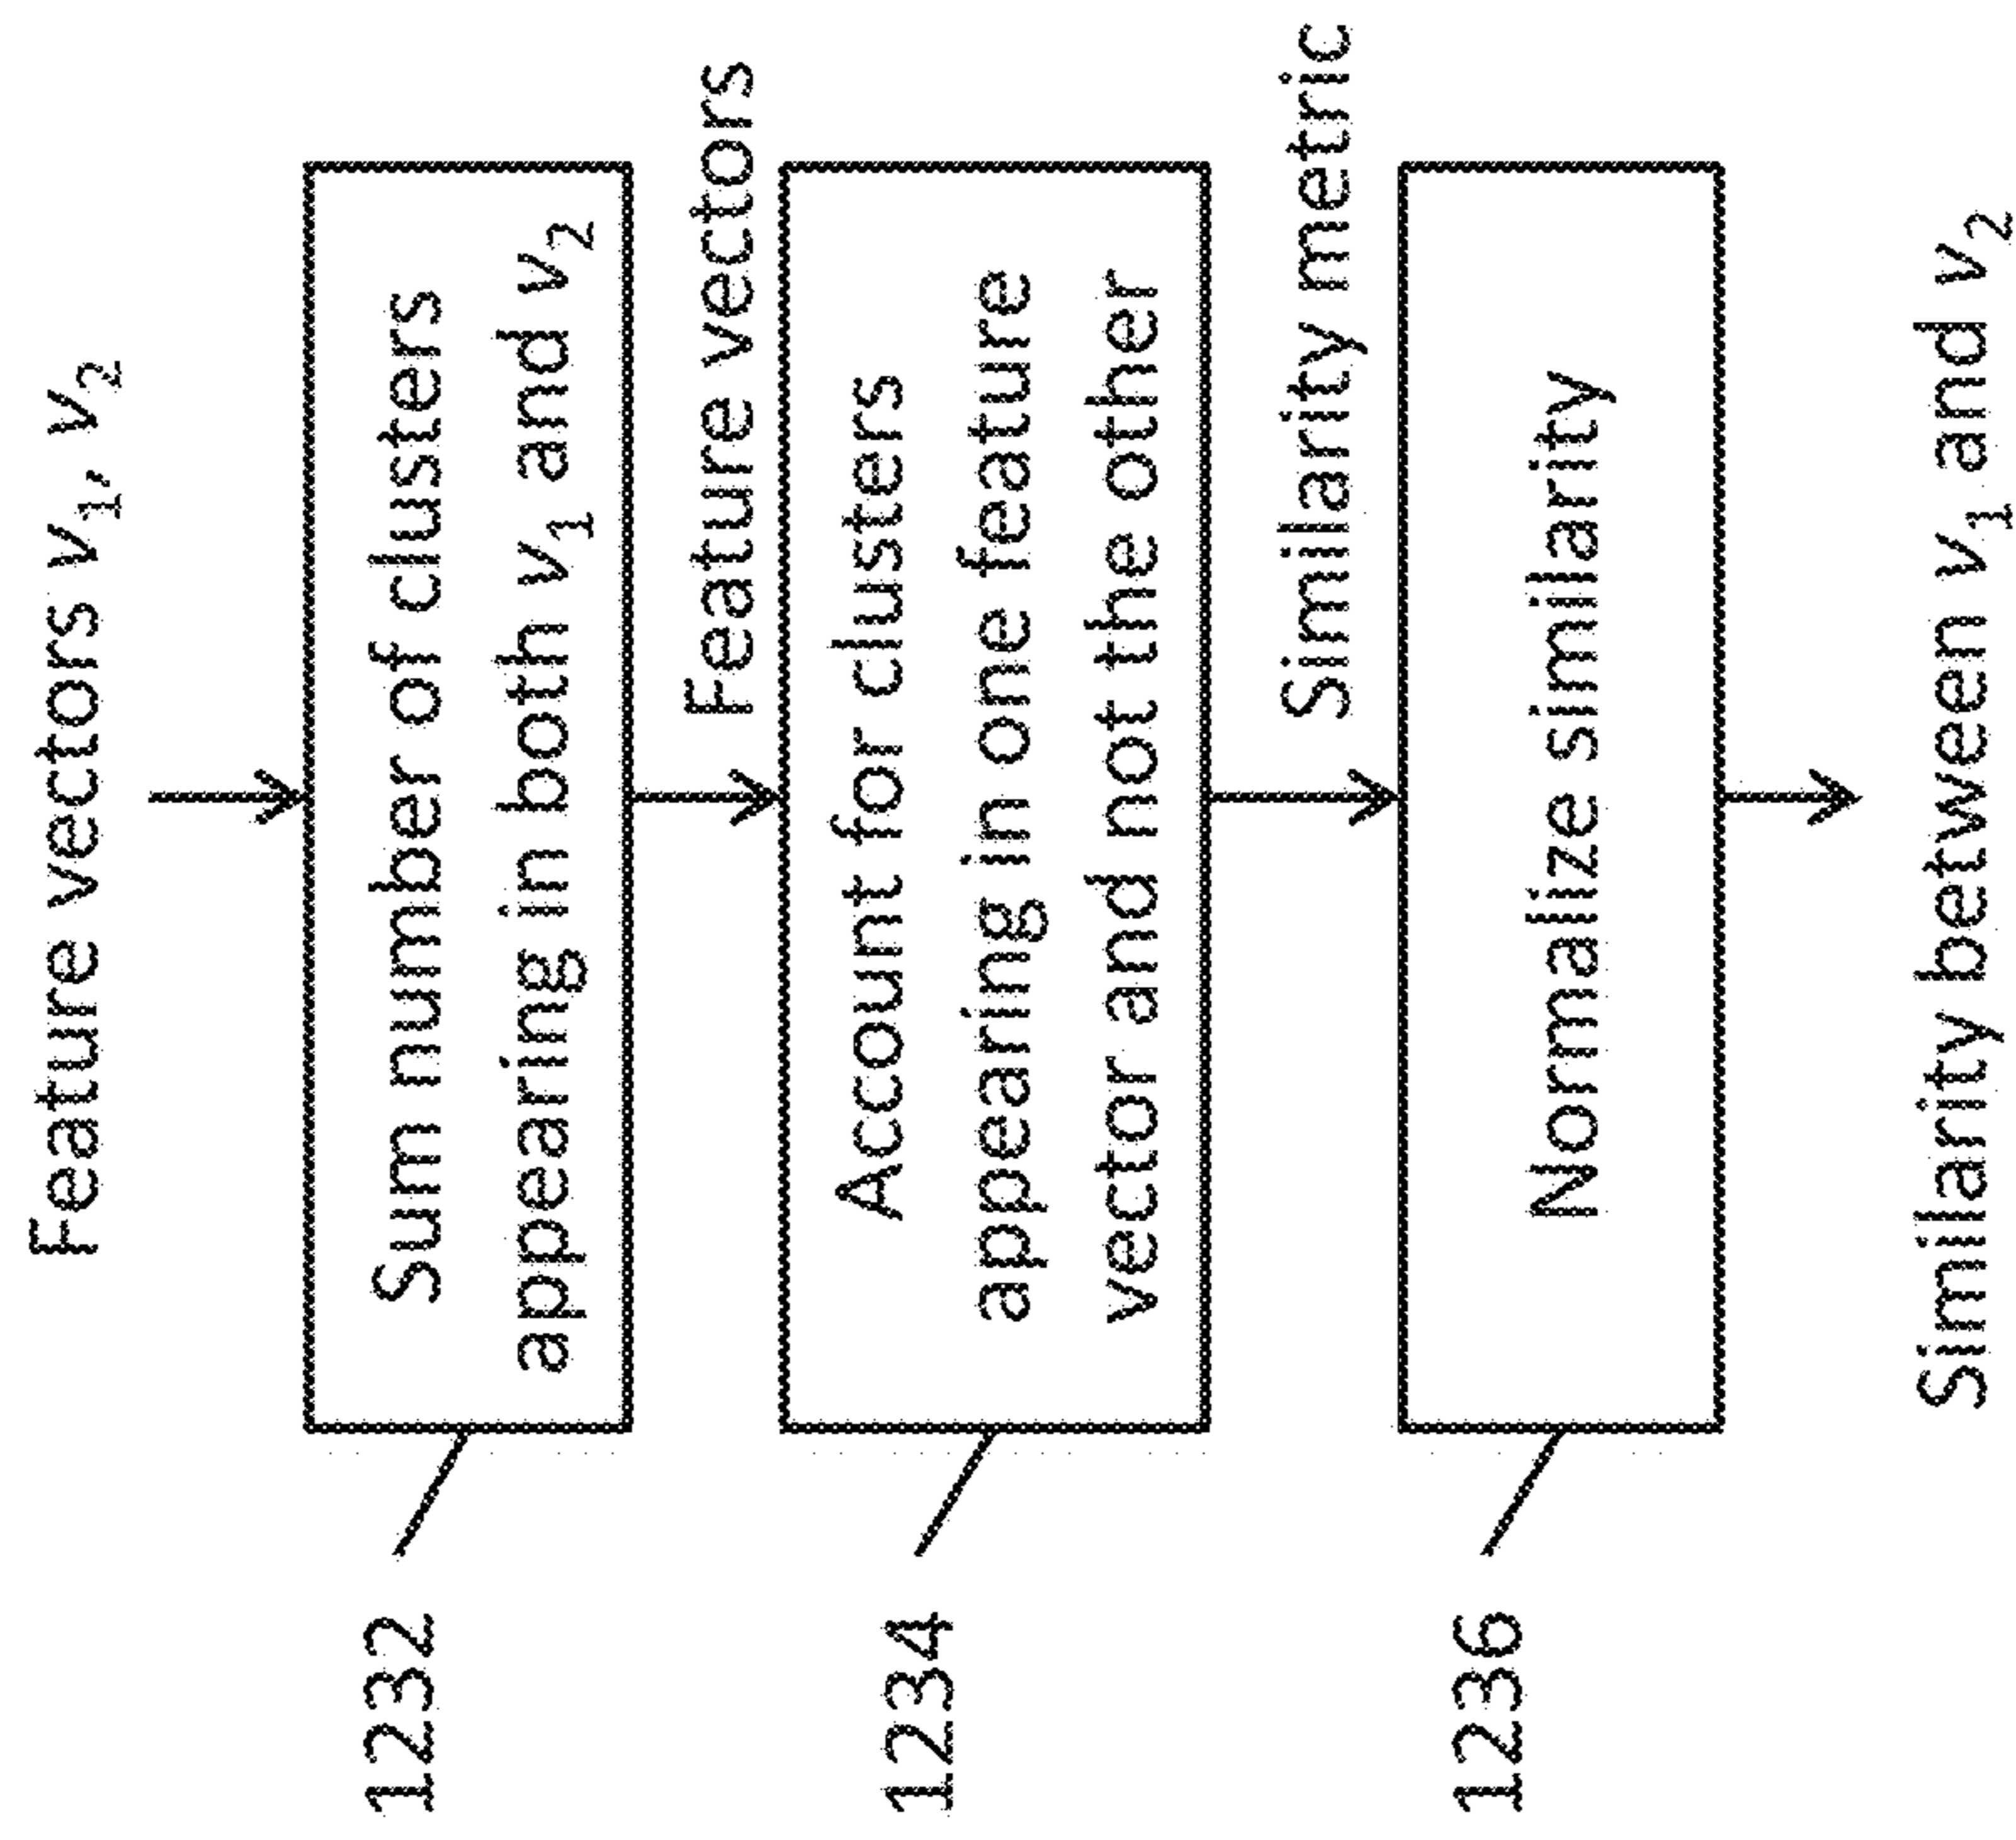 Feature vectors v₁, v₂
1232
Sum number of clusters
appearing in both v₁ and v₂
Feature vectors
1234
Account for clusters
appearing in one feature
vector and not the other
Similarity metric
1236
Normalize similarity
Similarity between v₁ and v₂